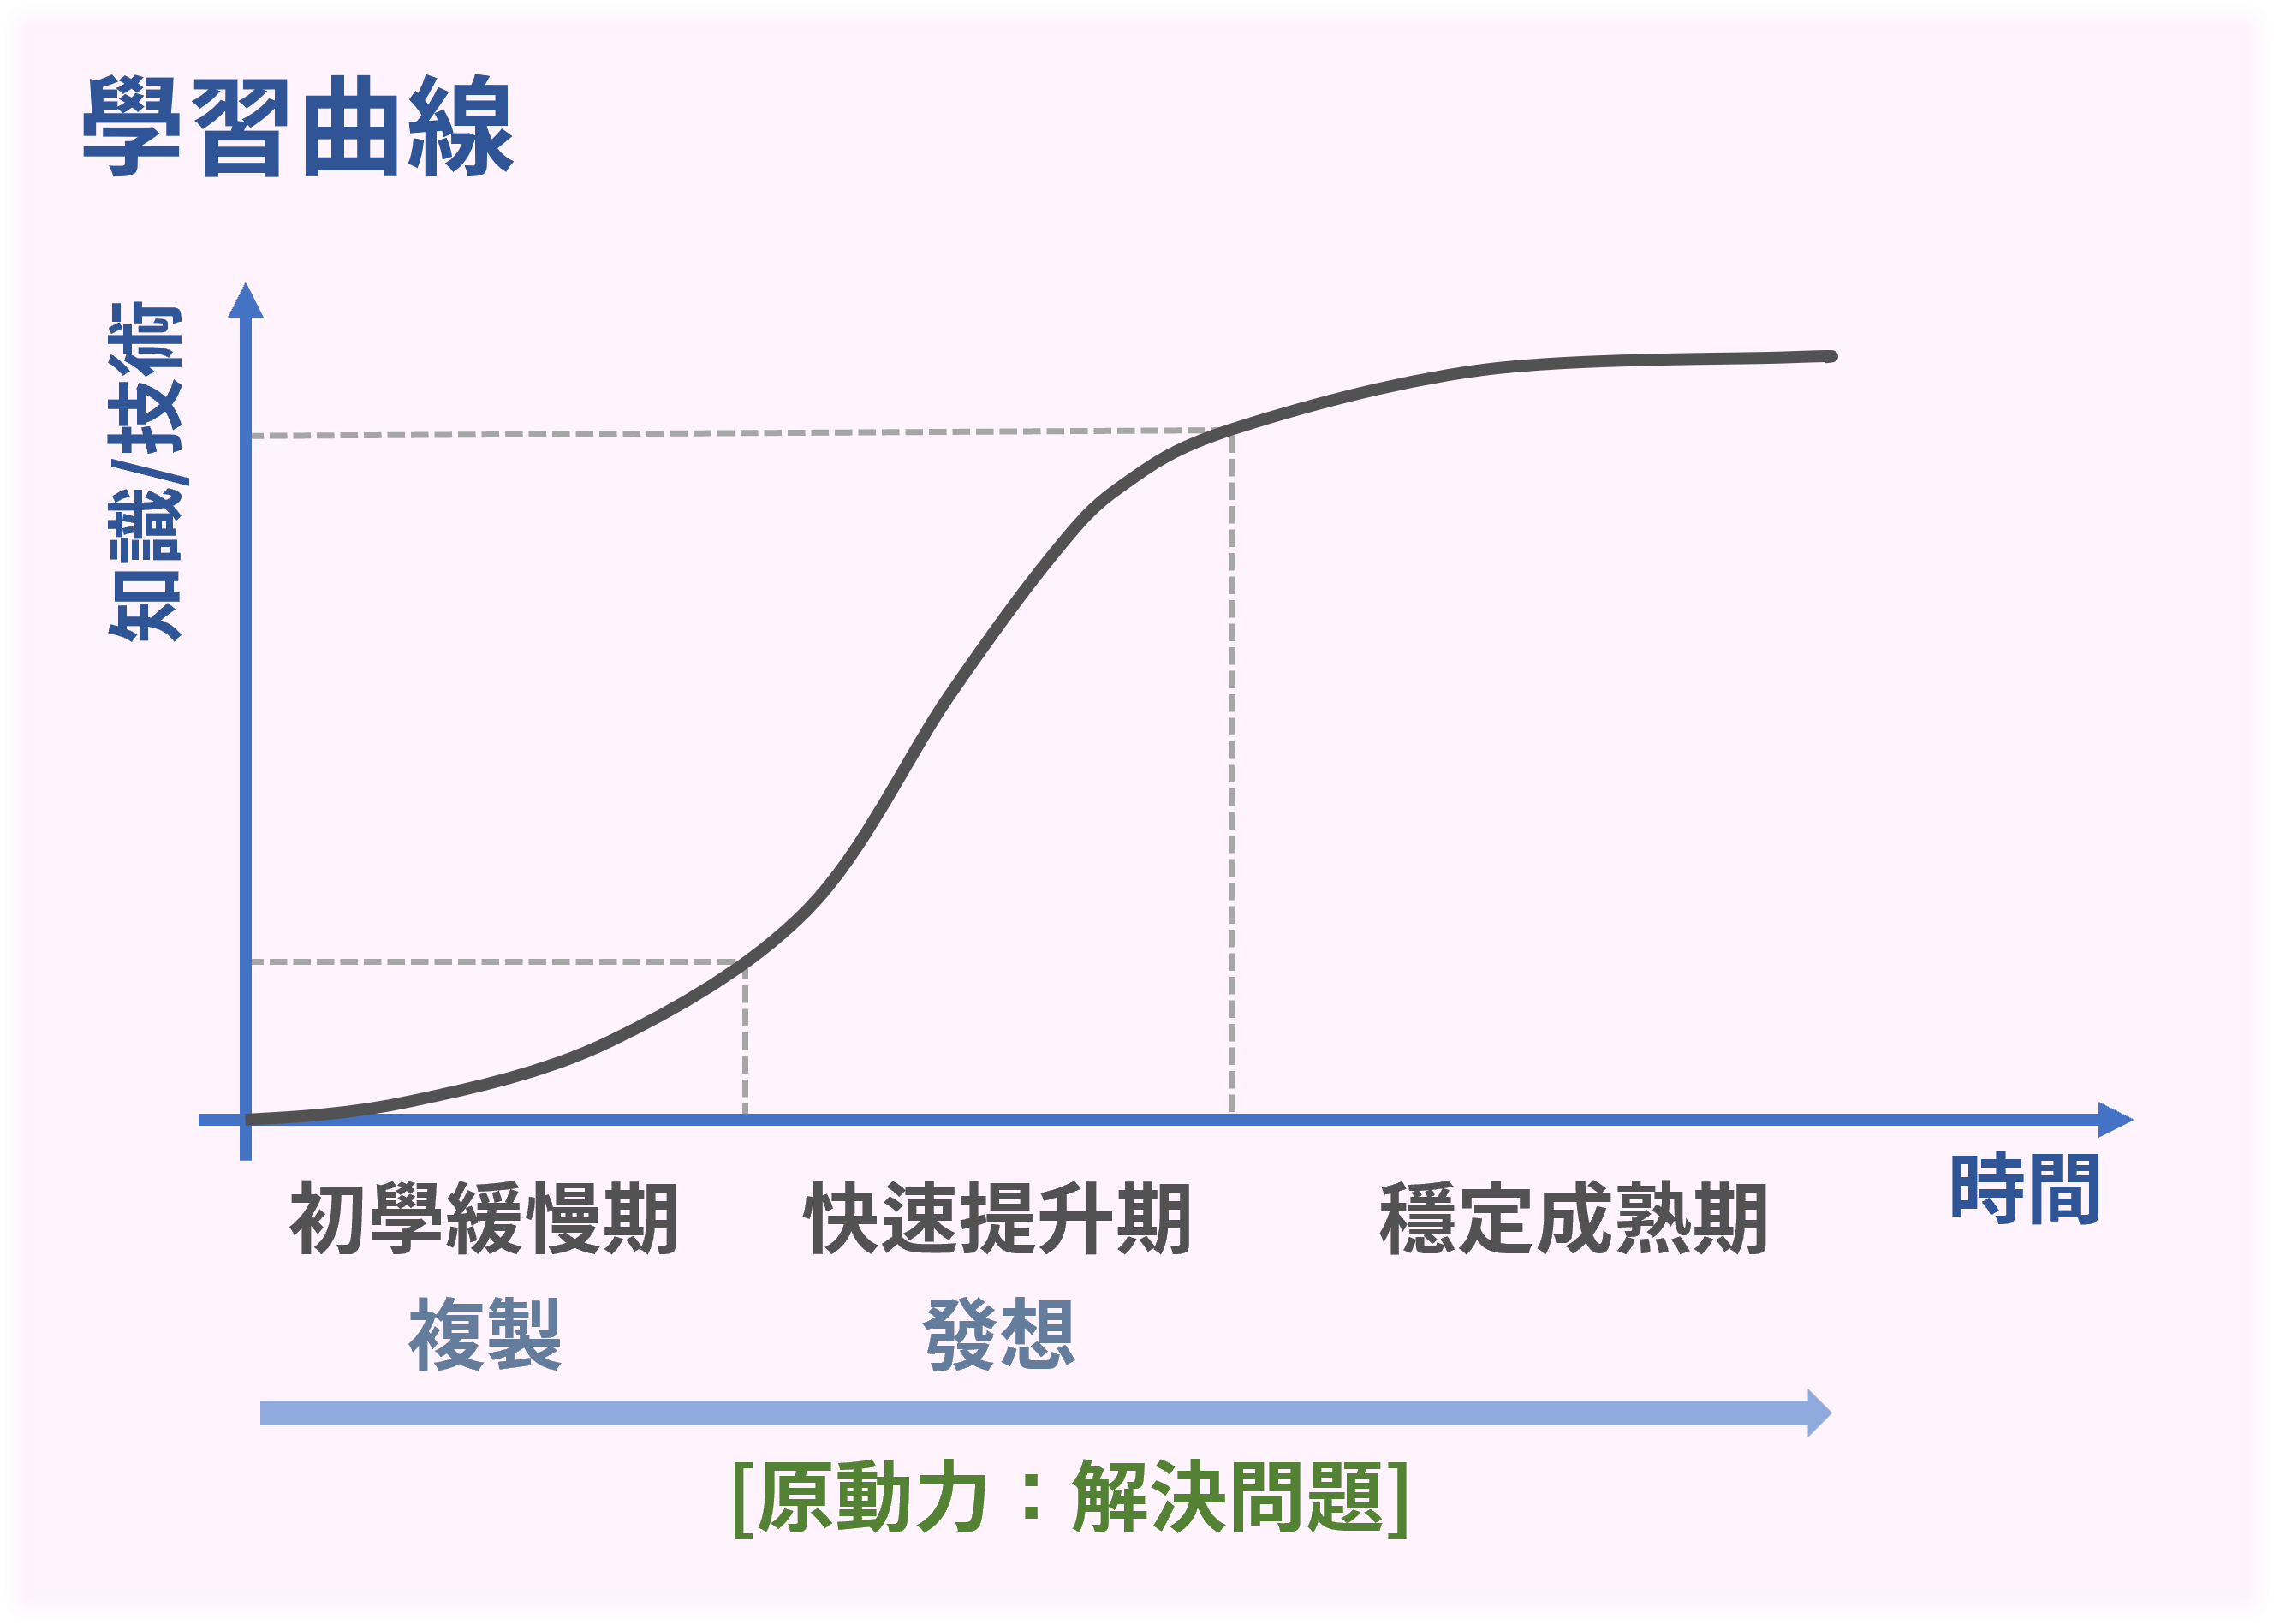 學習曲線
知識/技術
時間
初學緩慢期
快速提升期
穩定成熟期
複製
發想
[原動力：解決問題]